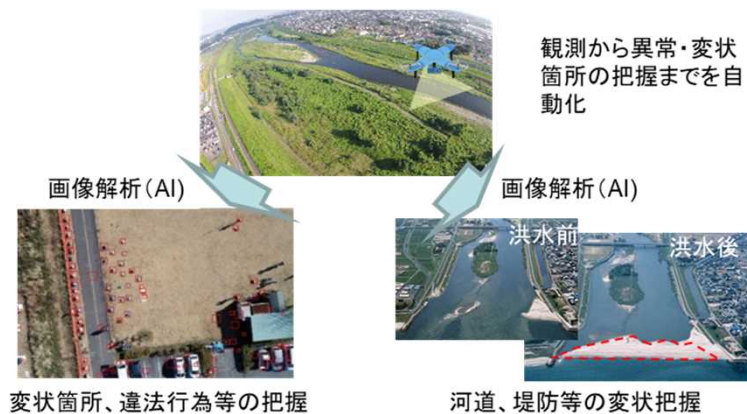 観測から異常・変状
箇所の把握までを自
動化
画像解析（AI)
画像解析（AI)
洪水前
洪水後
変状箇所、違法行為等の把握
河道、堤防等の変状把握